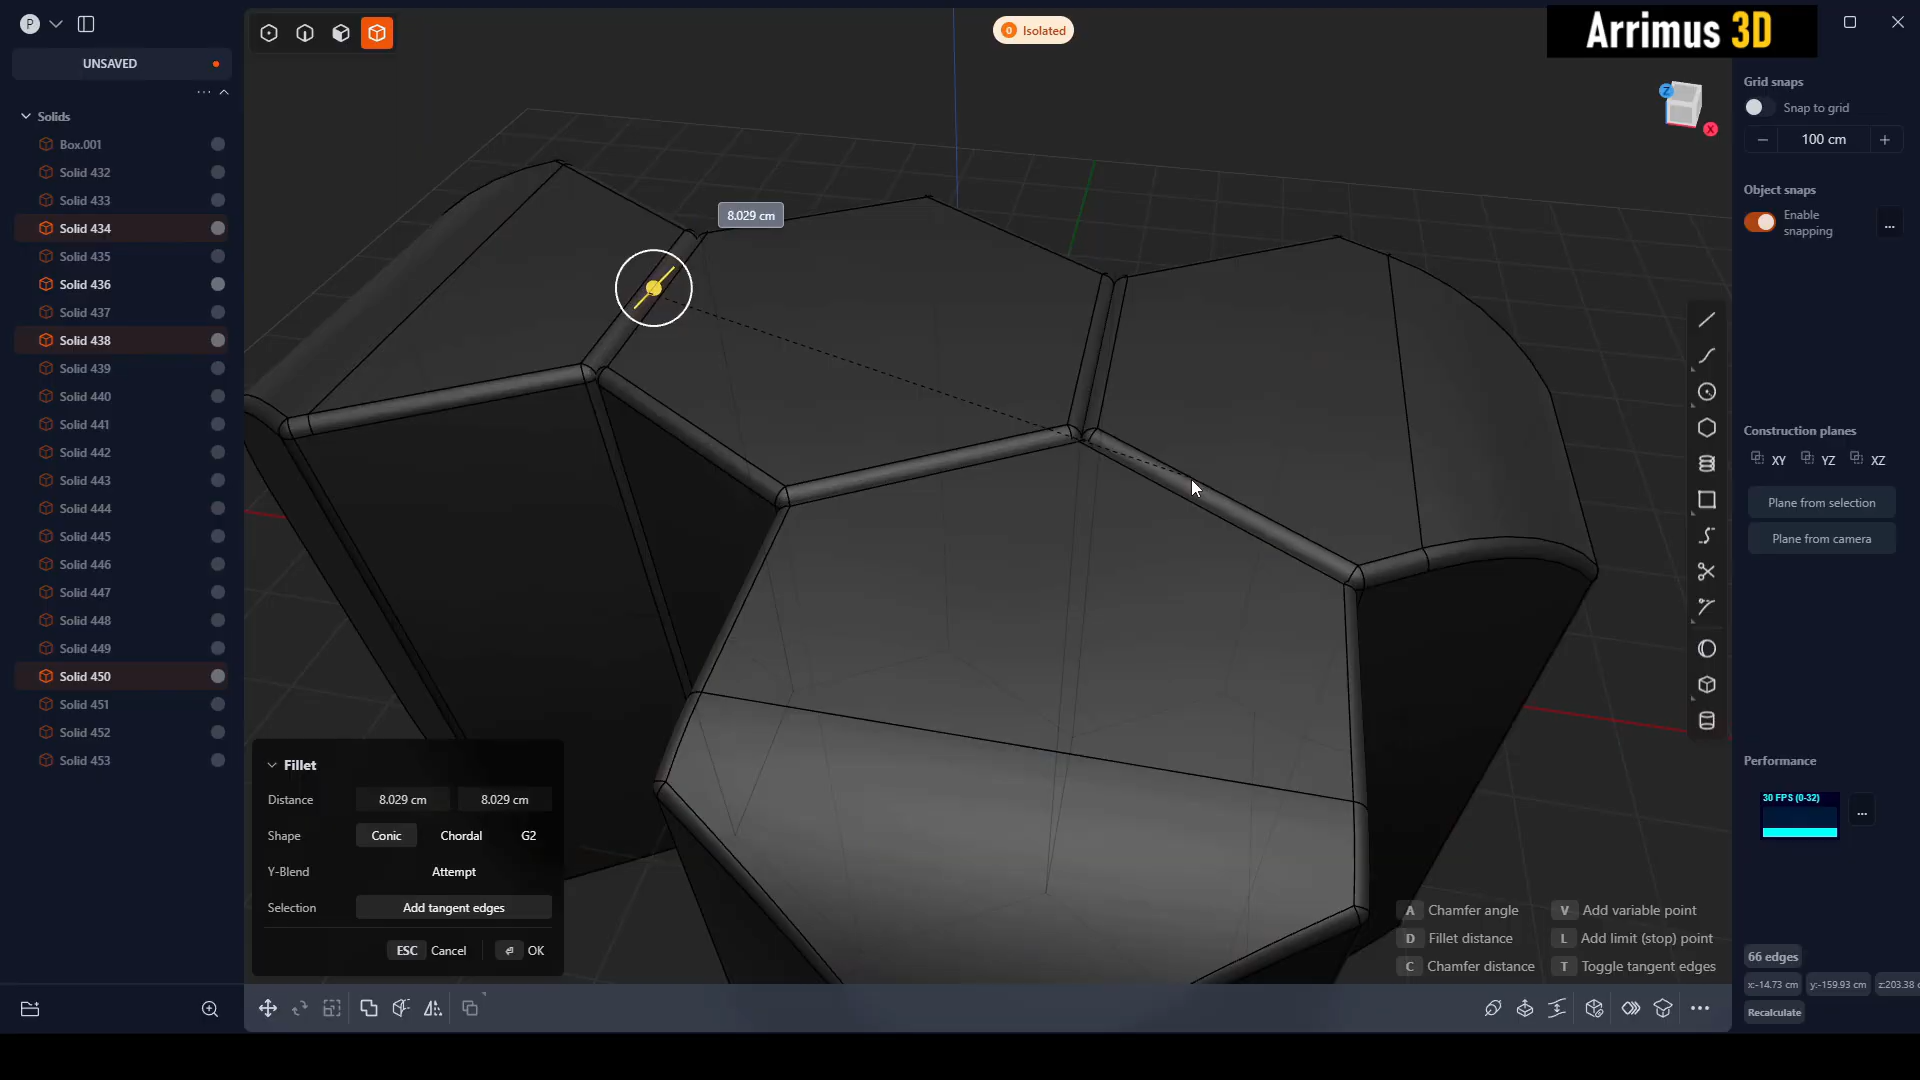 P
UNSAVED
Solids
Box.001
Solid 432
Solid 433
Solid 434
Solid 435
Solid 436
Solid 437
Solid 438
Solid 439
Solid 440
Solid 441
Solid 442
Solid 443
Solid 444
Solid 445
Solid 446
Solid 447
Solid 448
Solid 449
Solid 450
Solid 451
Solid 452
Solid 453
0 Isolated
Arrimus 3D
Z
X
8.029 cm
Fillet
Distance 8.029 cm 8.029 cm
Shape Conic Chordal G2
Y-Blend Attempt
Selection Add tangent edges
ESC Cancel OK
A Chamfer angle V Add variable point
D Fillet distance L Add limit (stop) point
C Chamfer distance T Toggle tangent edges
Grid snaps
Snap to grid
100 cm
Object snaps
Enable
snapping
Construction planes
XY YZ XZ
Plane from selection
Plane from camera
Performance
30 FPS (0-32)
66 edges
x:-14.73 cm y:-159.93 cm z:203.38 c
Recalculate